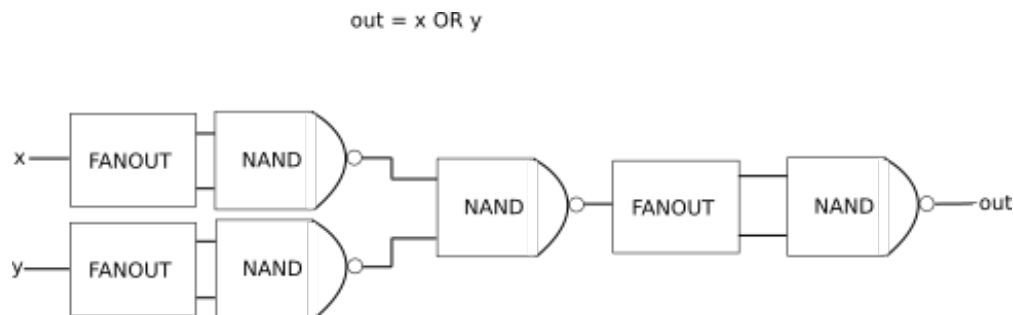 out = x OR y
x FANOUT NAND
NAND FANOUT NAND out
y FANOUT NAND